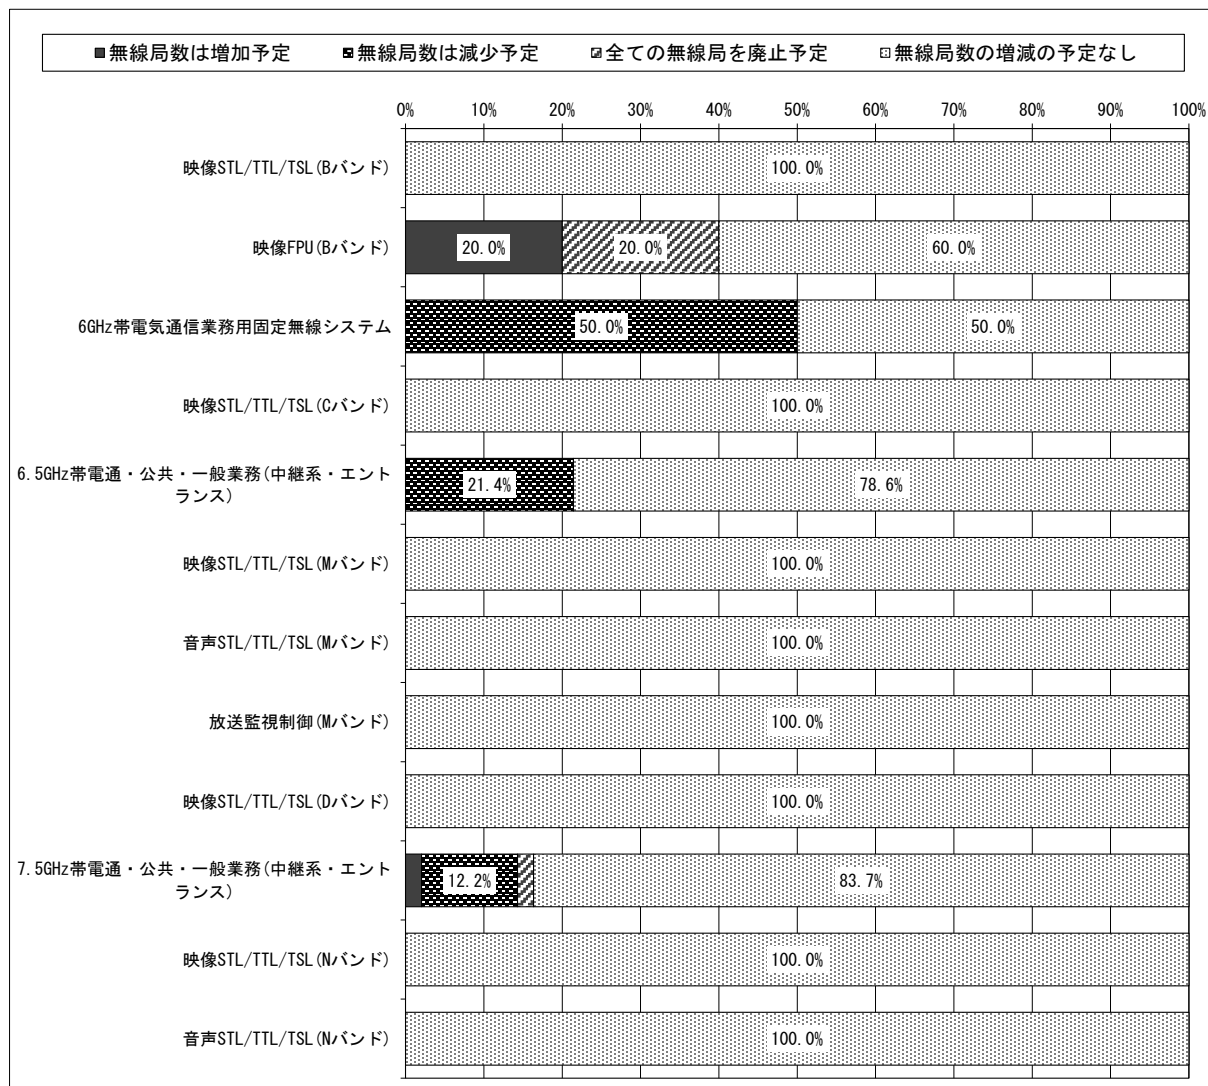 無線局数は増加予定 無線局数は減少予定 全ての無線局を廃止予定 無線局数の増減の予定なし
0% 10% 20% 30% 40% 50% 60% 70% 80% 90% 100%
映像STL/TTL/TSL(Bバンド) 100.0%
映像FPU(Bバンド) 20.0% 20.0% 60.0%
6GHz帯電気通信業務用固定無線システム 50.0% 50.0%
映像STL/TTL/TSL(Cバンド) 100.0%
6.5GHz帯電通・公共・一般業務(中継系・エント
ランス) 21.4% 78.6%
映像STL/TTL/TSL(Mバンド) 100.0%
音声STL/TTL/TSL(Mバンド) 100.0%
放送監視制御(Mバンド) 100.0%
映像STL/TTL/TSL(Dバンド) 100.0%
7.5GHz帯電通・公共・一般業務(中継系・エント
ランス) 12.2% 83.7%
映像STL/TTL/TSL(Nバンド) 100.0%
音声STL/TTL/TSL(Nバンド) 100.0%